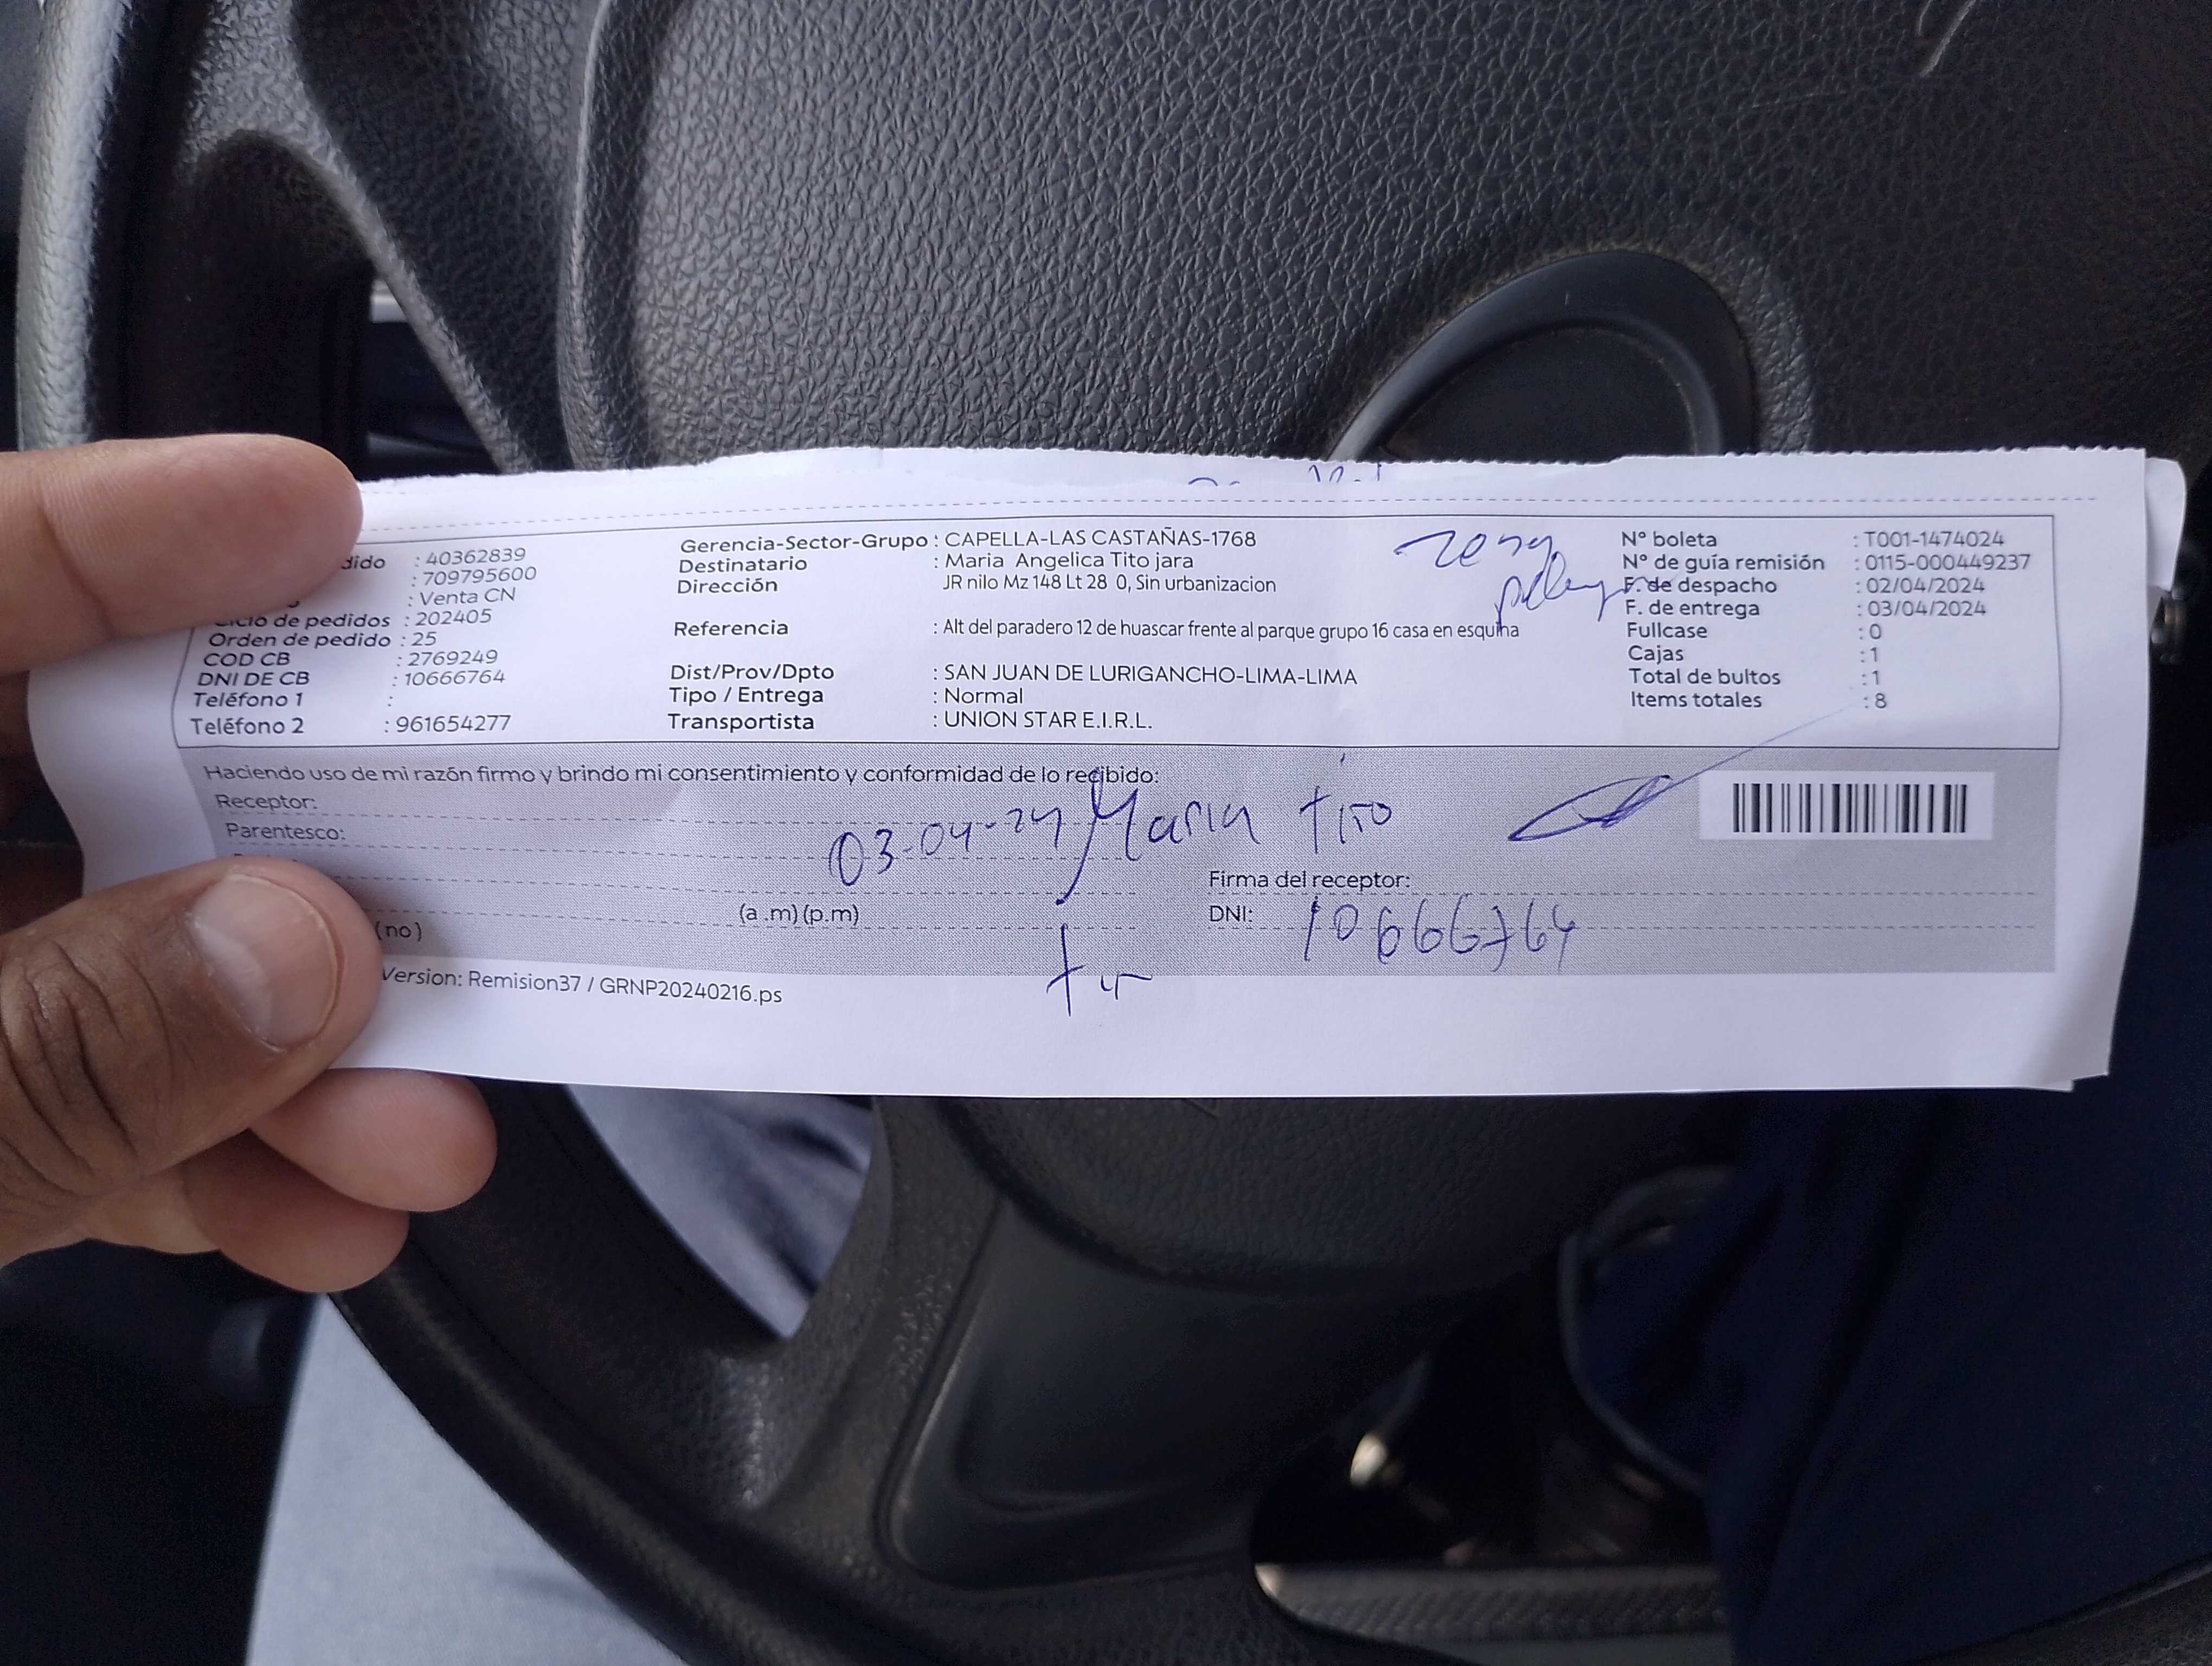 dido : 40362839
: 709795600
: Venta CN
Ciclo de pedidos : 202405
Orden de pedido : 25
COD CB : 2769249
DNI DE CB : 10666764
Teléfono 1 :
Teléfono 2 : 961654277
Gerencia-Sector-Grupo : CAPELLA-LAS CASTAÑAS-1768
Destinatario : Maria Angelica Tito jara
Dirección JR nilo Mz 148 Lt 28 0, Sin urbanizacion
Referencia : Alt del paradero 12 de huascar frente al parque grupo 16 casa en esquina
Dist/Prov/Dpto : SAN JUAN DE LURIGANCHO-LIMA-LIMA
Tipo / Entrega : Normal
Transportista : UNION STAR E.I.R.L.
Zona
N° boleta : T001-1474024
N° de guía remisión : 0115-000449237
F. de despacho : 02/04/2024
F. de entrega : 03/04/2024
Fullcase : 0
Cajas : 1
Total de bultos : 1
Items totales : 8
Haciendo uso de mi razón firmo y brindo mi consentimiento y conformidad de lo recibido:
Receptor:
Parentesco:
03-04-24 Maria Tito
Firma del receptor:
(a .m) (p.m)
DNI: 10666764
(no)
Version: Remision37 / GRNP20240216.ps